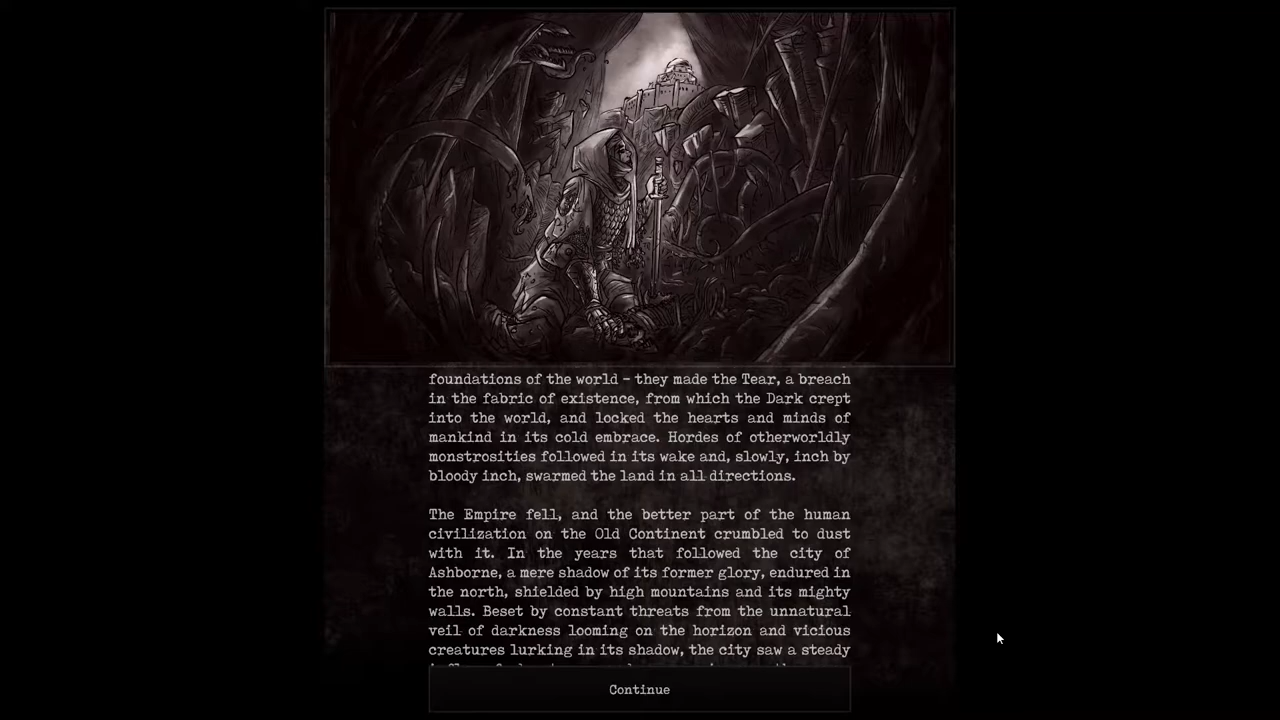 foundations of the world – they made the Tear, a breach
in the fabric of existence, from which the Dark crept
into the world, and locked the hearts and minds of
mankind in its cold embrace. Hordes of otherworldly
monstrosities followed in its wake and, slowly, inch by
bloody inch, swarmed the land in all directions.
The Empire fell, and the better part of the human
civilization on the Old Continent crumbled to dust
with it. In the years that followed the city of
Ashborne, a mere shadow of its former glory, endured in
the north, shielded by high mountains and its mighty
walls. Beset by constant threats from the unnatural
veil of darkness looming on the horizon and vicious
creatures lurking in its shadow, the city saw a steady
Continue